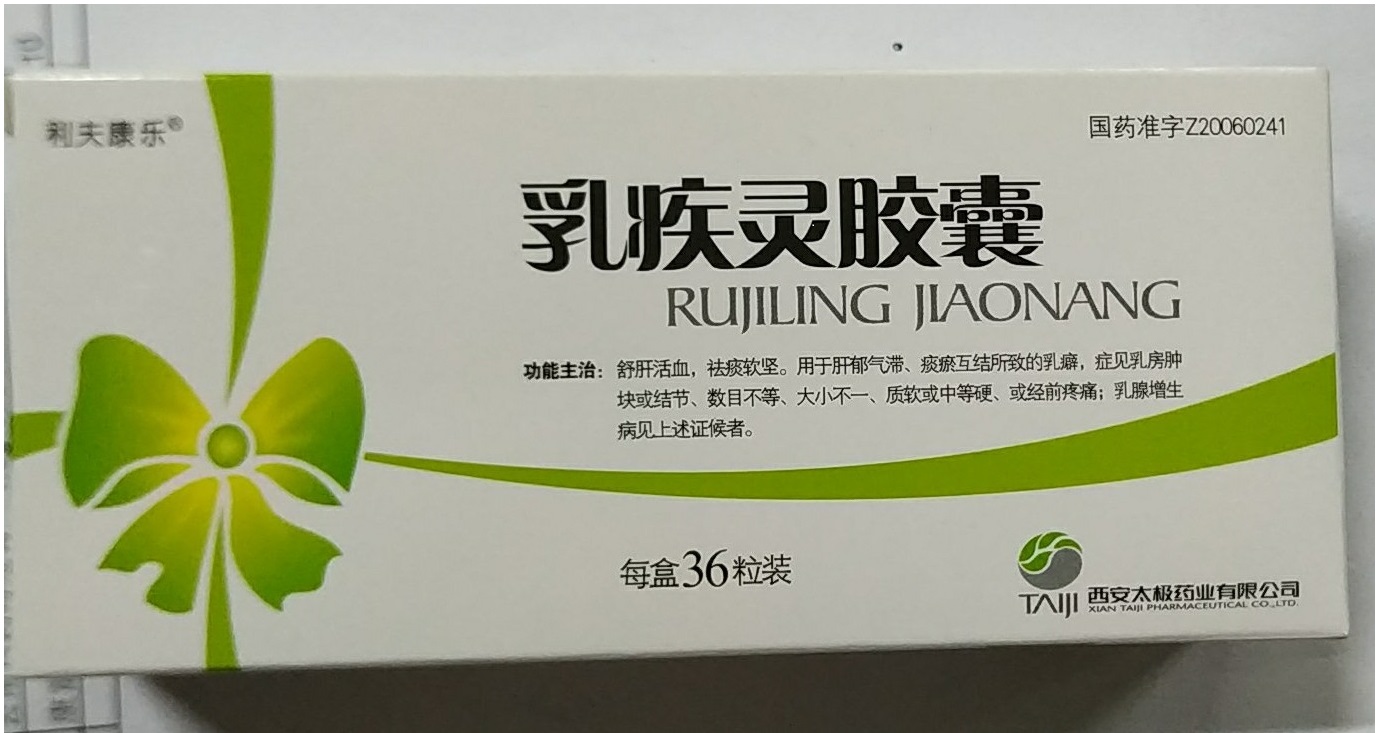 利夫康乐®
国药准字Z20060241
乳疾灵胶囊
RUJILING JIAONANG
功能主治：舒肝活血，祛痰软坚。用于肝郁气滞、痰瘀互结所致的乳癖，症见乳房肿
块或结节、数目不等、大小不一、质软或中等硬、或经前疼痛；乳腺增生
病见上述证候者。
每盒36粒装
TAIJI 西安太极药业有限公司
XIAN TAIJI PHARMACEUTICAL CO.,LTD.